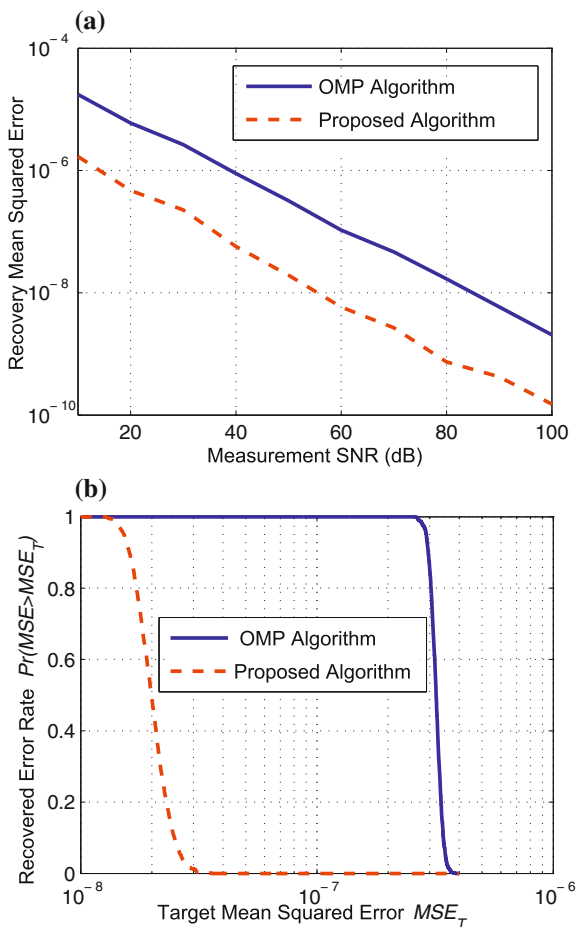 (a)
Recovery Mean Squared Error
10^-4
10^-6
10^-8
10^-10
OMP Algorithm
Proposed Algorithm
20 40 60 80 100
Measurement SNR (dB)
(b)
Recovered Error Rate Pr(MSE>MSE_T)
1
0.8
0.6
0.4
0.2
0
OMP Algorithm
Proposed Algorithm
10^-8 10^-7 10^-6
Target Mean Squared Error MSE_T